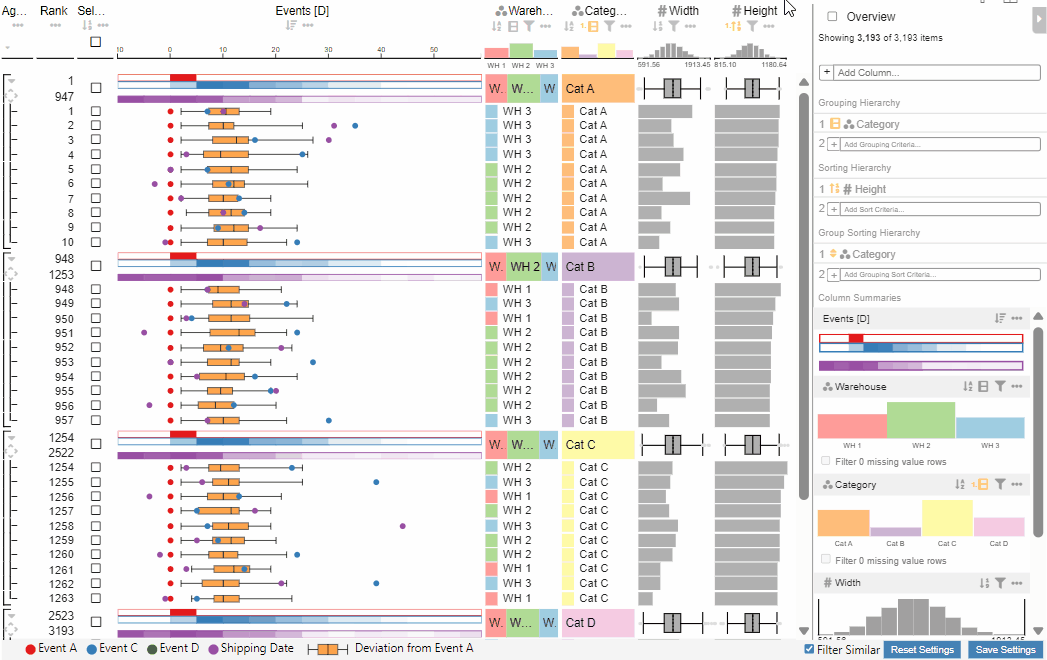 Ag... Rank Sel... Events [D] Wareh... Categ... # Width # Height
10 0 10 20 30 40 50
WH 1 WH 2 WH 3
591.56 1913.45 815.10 1180.64
1 W. W... W Cat A
947
1 WH 3 Cat A
2 WH 3 Cat A
3 WH 3 Cat A
4 WH 3 Cat A
5 WH 2 Cat A
6 WH 2 Cat A
7 WH 2 Cat A
8 WH 2 Cat A
9 WH 2 Cat A
10 WH 3 Cat A
948 W. WH 2 W Cat B
1253
948 WH 1 Cat B
949 WH 3 Cat B
950 WH 1 Cat B
951 WH 2 Cat B
952 WH 2 Cat B
953 WH 2 Cat B
954 WH 2 Cat B
955 WH 2 Cat B
956 WH 2 Cat B
957 WH 3 Cat B
1254 W. W... W. Cat C
2522
1254 WH 2 Cat C
1255 WH 3 Cat C
1256 WH 1 Cat C
1257 WH 2 Cat C
1258 WH 3 Cat C
1259 WH 2 Cat C
1260 WH 2 Cat C
1261 WH 1 Cat C
1262 WH 3 Cat C
1263 WH 1 Cat C
2523 W. W... W. Cat D
3193
Event A Event C Event D Shipping Date Deviation from Event A
Overview
Showing 3,193 of 3,193 items
+ Add Column...
Grouping Hierarchy
1 Category
2 + Add Grouping Criteria...
Sorting Hierarchy
1 # Height
2 + Add Sort Criteria...
Group Sorting Hierarchy
1 Category
2 + Add Grouping Sort Criteria...
Column Summaries
Events [D]
Warehouse
WH 1 WH 2 WH 3
Filter 0 missing value rows
Category
Cat A Cat B Cat C Cat D
Filter 0 missing value rows
# Width
Filter Similar Reset Settings Save Settings